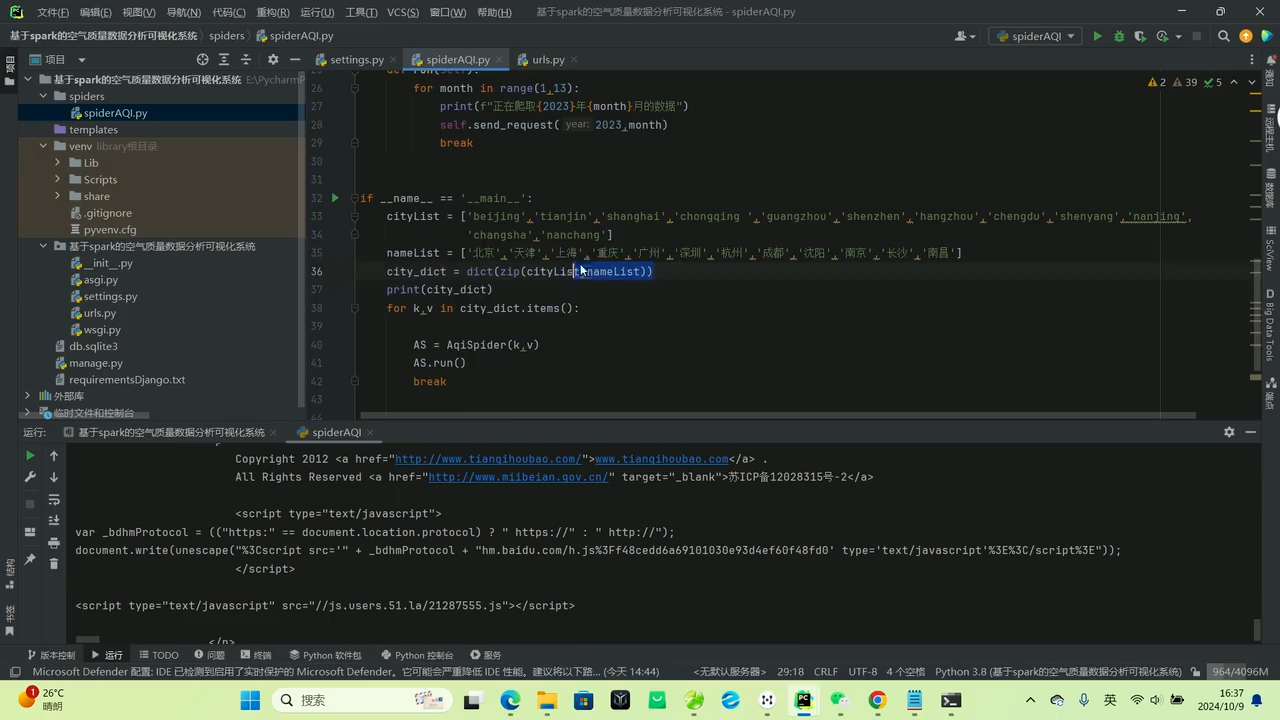 文件(F) 编辑(E) 视图(V) 导航(N) 代码(C) 重构(R) 运行(U) 工具(T) VCS(S) 窗口(W) 帮助(H) 基于spark的空气质量数据分析可视化系统 - spiderAQI.py
基于spark的空气质量数据分析可视化系统 spiders spiderAQI.py spiderAQI
项目 settings.py spiderAQI.py urls.py
基于spark的空气质量数据分析可视化系统 E:\Pycharm
spiders
spiderAQI.py
templates
venv library根目录
Lib
Scripts
share
.gitignore
pyvenv.cfg
基于spark的空气质量数据分析可视化系统
__init__.py
asgi.py
settings.py
urls.py
wsgi.py
db.sqlite3
manage.py
requirementsDjango.txt
外部库
临时文件和控制台
2 39 5
25 def run(self):
26 for month in range(1,13):
27 print(f"正在爬取{2023}年{month}月的数据")
28 self.send_request( year: 2023,month)
29 break
30
31
32 if __name__ == '__main__':
33 cityList = ['beijing','tianjin','shanghai','chongqing ','guangzhou','shenzhen','hangzhou','chengdu','shenyang','nanjing',
34 'changsha','nanchang']
35 nameList = ['北京','天津','上海','重庆','广州','深圳','杭州','成都','沈阳','南京','长沙','南昌']
36 city_dict = dict(zip(cityList,nameList))
37 print(city_dict)
38 for k,v in city_dict.items():
39
40 AS = AqiSpider(k,v)
41 AS.run()
42 break
43
44
项目
远程主机
数据库
SciView
Big Data Tools
结构
书签
运行: 基于spark的空气质量数据分析可视化系统 spiderAQI
Copyright 2012 <a href="http://www.tianqihoubao.com/">www.tianqihoubao.com</a> .
All Rights Reserved <a href="http://www.miibeian.gov.cn/" target="_blank">苏ICP备12028315号-2</a>
<script type="text/javascript">
var _bdhmProtocol = (("https:" == document.location.protocol) ? " https://" : " http://");
document.write(unescape("%3Cscript src='" + _bdhmProtocol + "hm.baidu.com/h.js%3Ff48cedd6a69101030e93d4ef60f48fd0' type='text/javascript'%3E%3C/script%3E"));
</script>
<script type="text/javascript" src="//js.users.51.la/21287555.js"></script>
</p>
版本控制 运行 TODO 问题 终端 Python 软件包 Python 控制台 服务
Microsoft Defender 配置: IDE 已检测到启用了实时保护的 Microsoft Defender。它可能会严重降低 IDE 性能。建议将以下路... (今天 14:44) <无默认服务器> 29:18 CRLF UTF-8 4 个空格 Python 3.8 (基于spark的空气质量数据分析可视化系统) 964/4096M
1 26°C
晴朗
搜索
英
16:37
2024/10/9